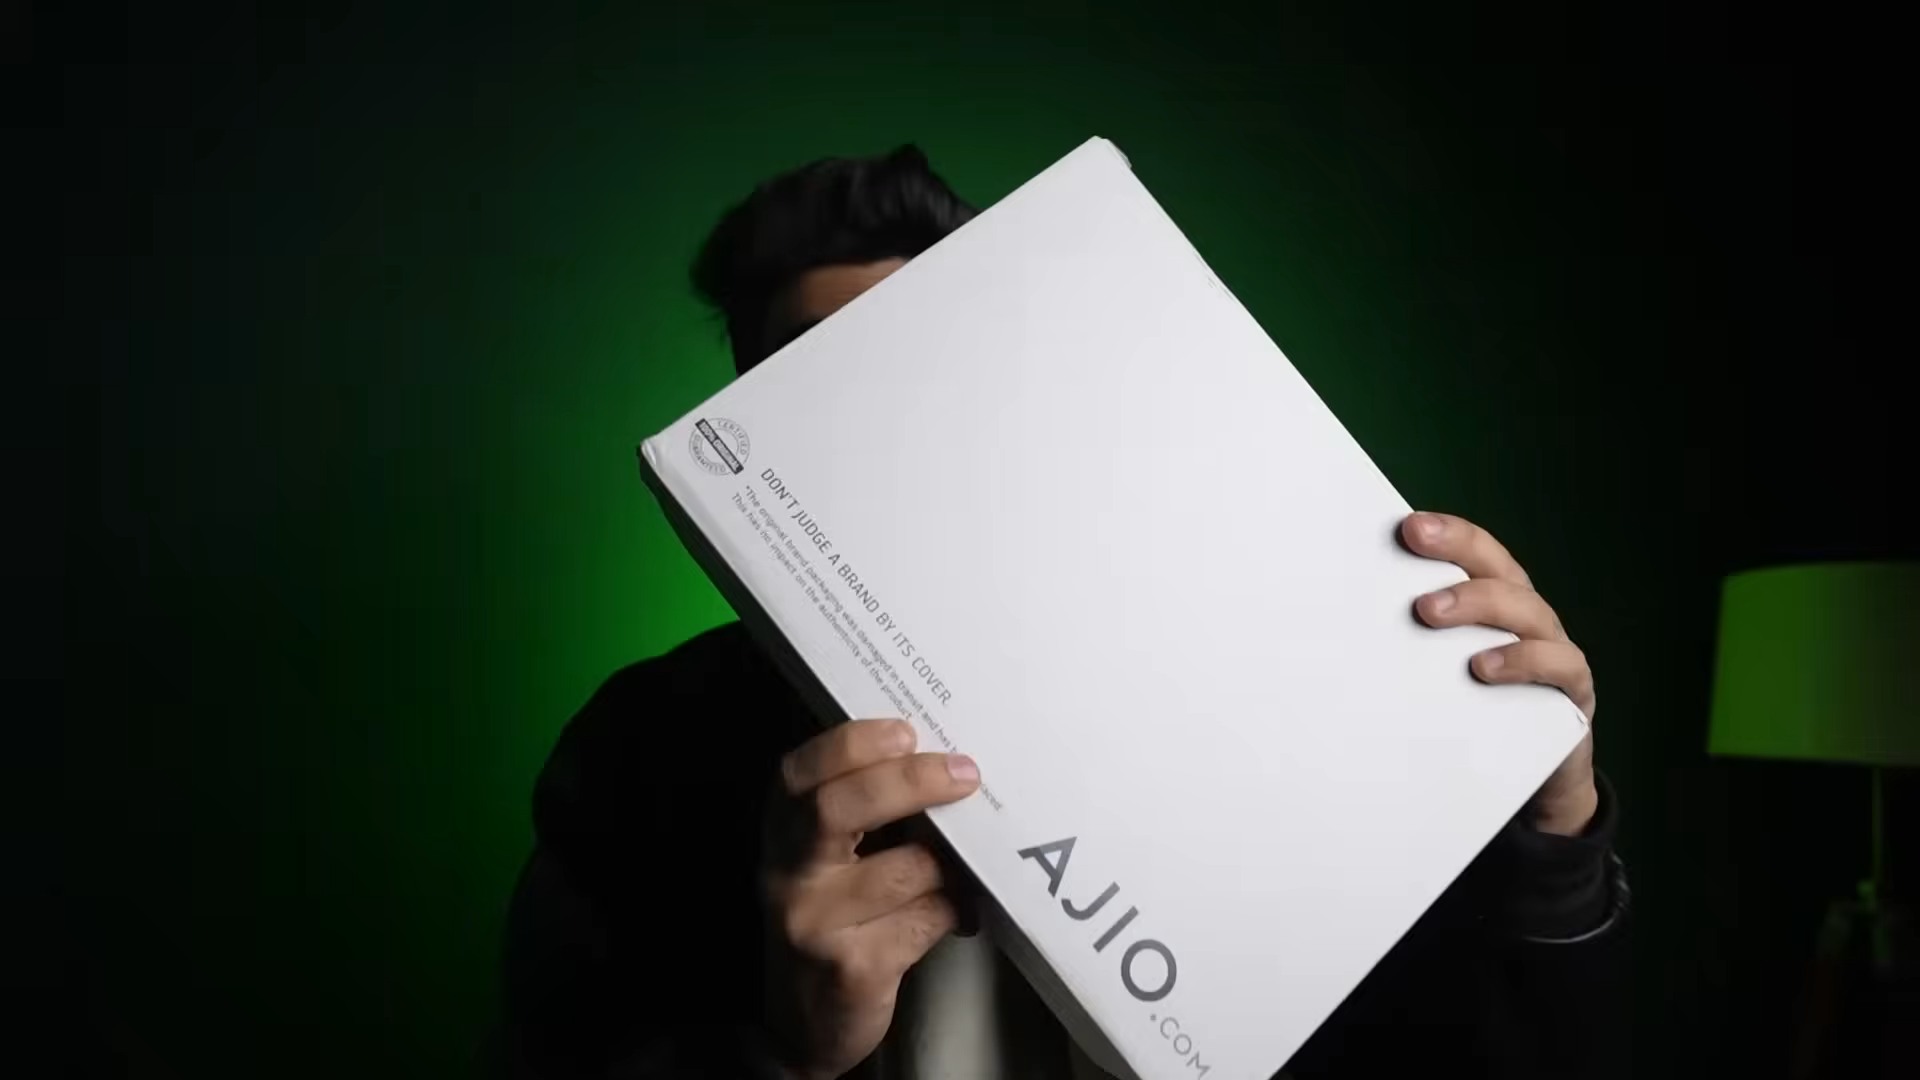 CERTIFIED
100% ORIGINAL
GUARANTEED
DON'T JUDGE A BRAND BY ITS COVER.
*The original brand packaging was damaged in transit and has b aced.
This has no impact on the authenticity of the product
AJIO.COM